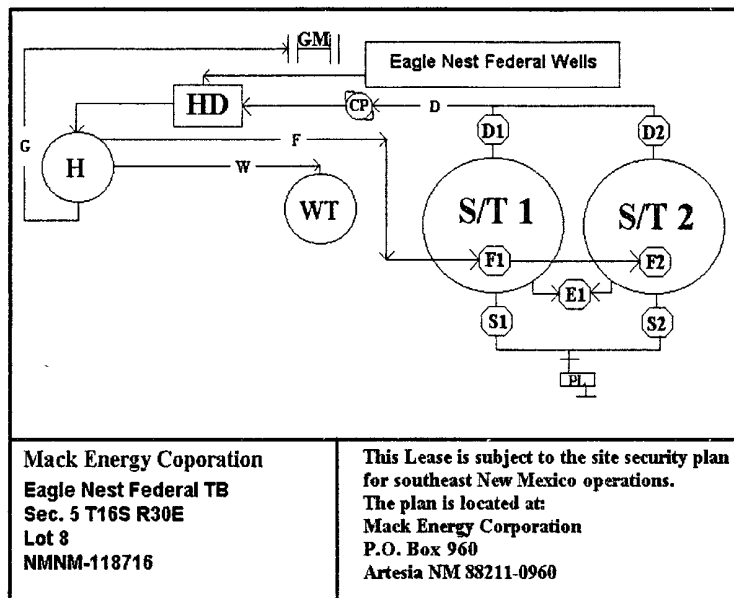 GM
Eagle Nest Federal Wells
HD
CP
D
G
F
D1
D2
H
W
WT
S/T 1
S/T 2
F1
F2
E1
S1
S2
PL
Mack Energy Coporation
Eagle Nest Federal TB
Sec. 5 T16S R30E
Lot 8
NMNM-118716
This Lease is subject to the site security plan
for southeast New Mexico operations.
The plan is located at:
Mack Energy Corporation
P.O. Box 960
Artesia NM 88211-0960